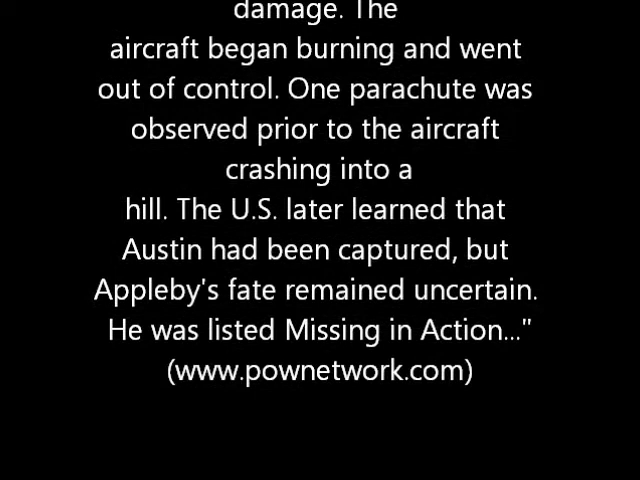 damage. The
aircraft began burning and went
out of control. One parachute was
observed prior to the aircraft
crashing into a
hill. The U.S. later learned that
Austin had been captured, but
Appleby's fate remained uncertain.
He was listed Missing in Action..."
(www.pownetwork.com)